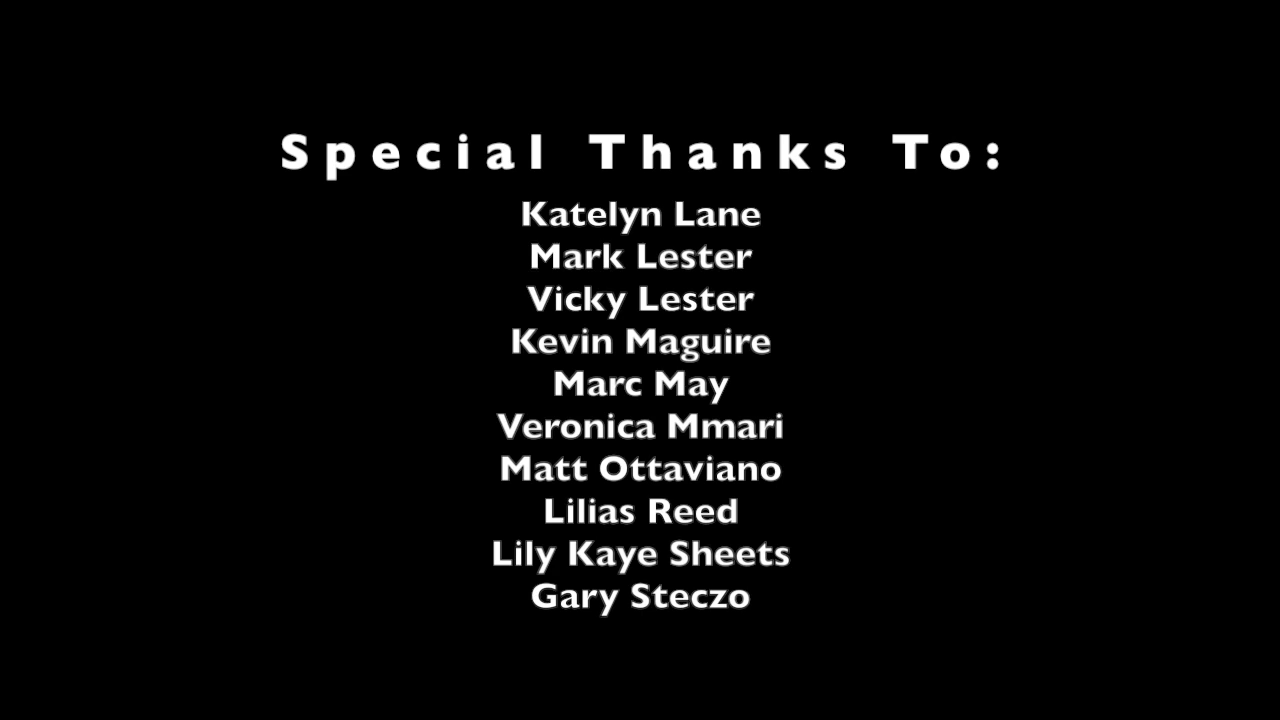 Special Thanks To:
Katelyn Lane
Mark Lester
Vicky Lester
Kevin Maguire
Marc May
Veronica Mmari
Matt Ottaviano
Lilias Reed
Lily Kaye Sheets
Gary Steczo